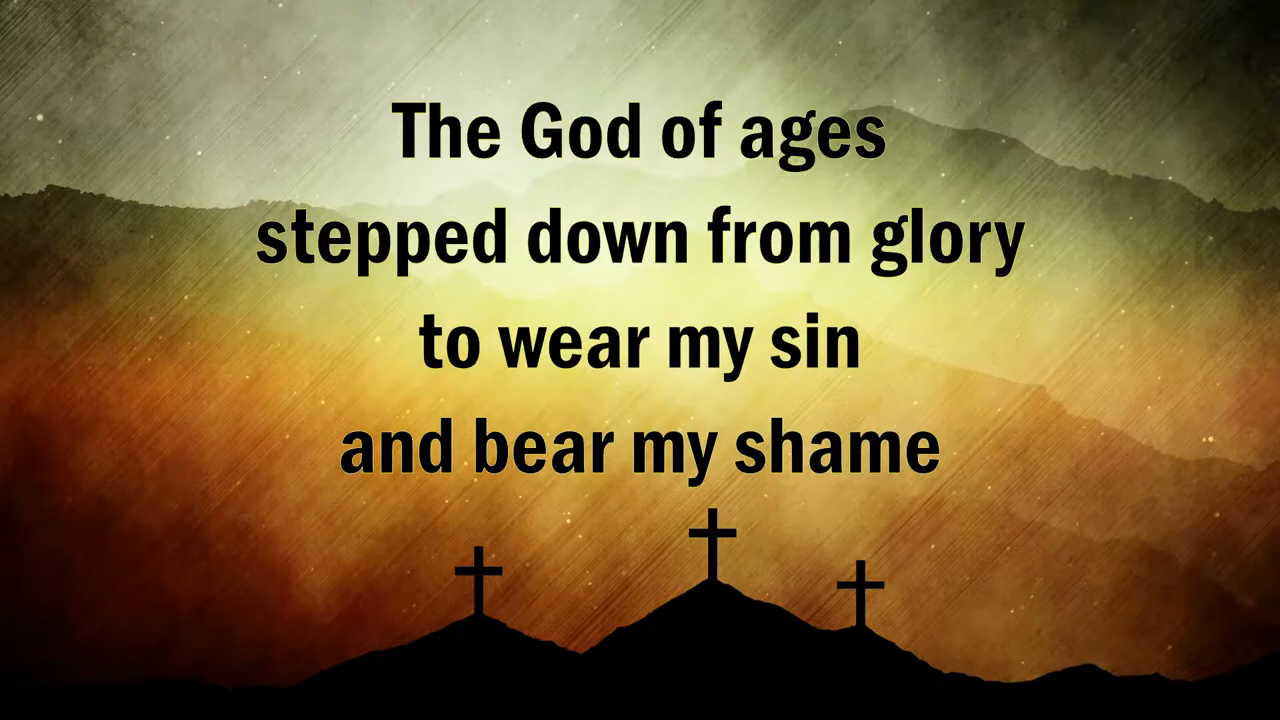 The God of ages
stepped down from glory
to wear my sin
and bear my shame